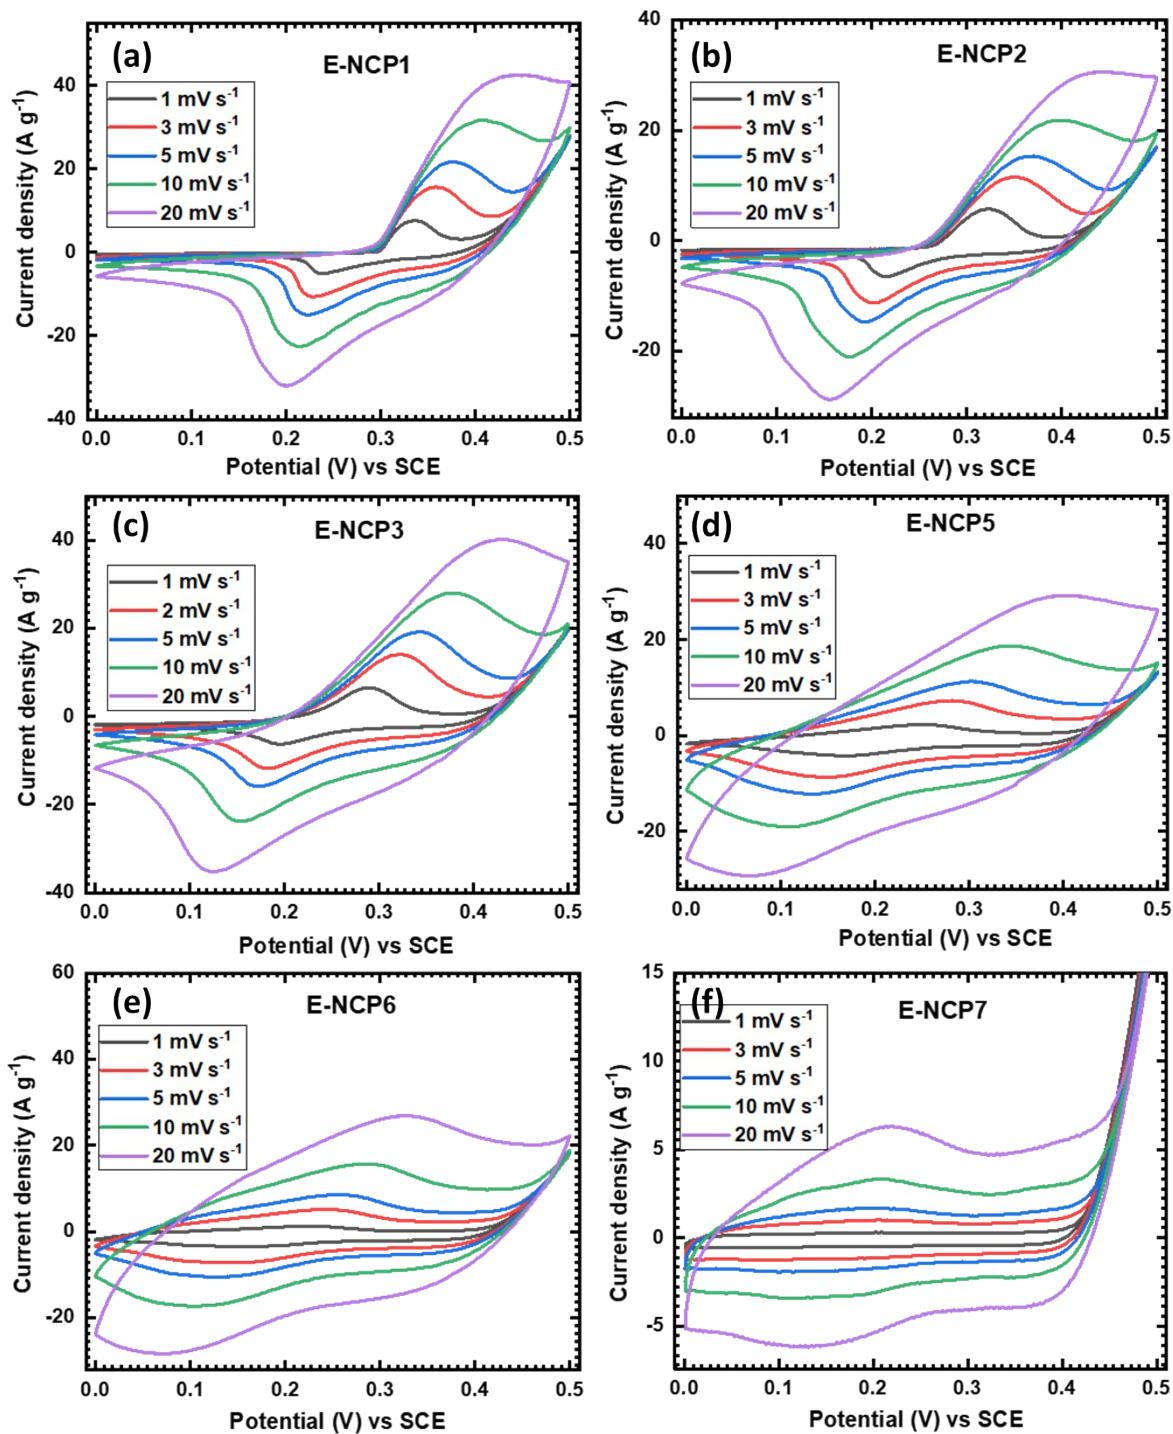 (a)
E-NCP1
1 mV s⁻¹
3 mV s⁻¹
5 mV s⁻¹
10 mV s⁻¹
20 mV s⁻¹
Current density (A g⁻¹)
40
20
0
-20
-40
0.0 0.1 0.2 0.3 0.4 0.5
Potential (V) vs SCE
(b)
E-NCP2
1 mV s⁻¹
3 mV s⁻¹
5 mV s⁻¹
10 mV s⁻¹
20 mV s⁻¹
Current density (A g⁻¹)
40
20
0
-20
0.0 0.1 0.2 0.3 0.4 0.5
Potential (V) vs SCE
(c)
E-NCP3
1 mV s⁻¹
2 mV s⁻¹
5 mV s⁻¹
10 mV s⁻¹
20 mV s⁻¹
Current density (A g⁻¹)
40
20
0
-20
-40
0.0 0.1 0.2 0.3 0.4 0.5
Potential (V) vs SCE
(d)
E-NCP5
1 mV s⁻¹
3 mV s⁻¹
5 mV s⁻¹
10 mV s⁻¹
20 mV s⁻¹
Current density (A g⁻¹)
40
20
0
-20
0.0 0.1 0.2 0.3 0.4 0.5
Potential (V) vs SCE
(e)
E-NCP6
1 mV s⁻¹
3 mV s⁻¹
5 mV s⁻¹
10 mV s⁻¹
20 mV s⁻¹
Current density (A g⁻¹)
60
40
20
0
-20
0.0 0.1 0.2 0.3 0.4 0.5
Potential (V) vs SCE
(f)
E-NCP7
1 mV s⁻¹
3 mV s⁻¹
5 mV s⁻¹
10 mV s⁻¹
20 mV s⁻¹
Current density (A g⁻¹)
15
10
5
0
-5
0.0 0.1 0.2 0.3 0.4 0.5
Potential (V) vs SCE